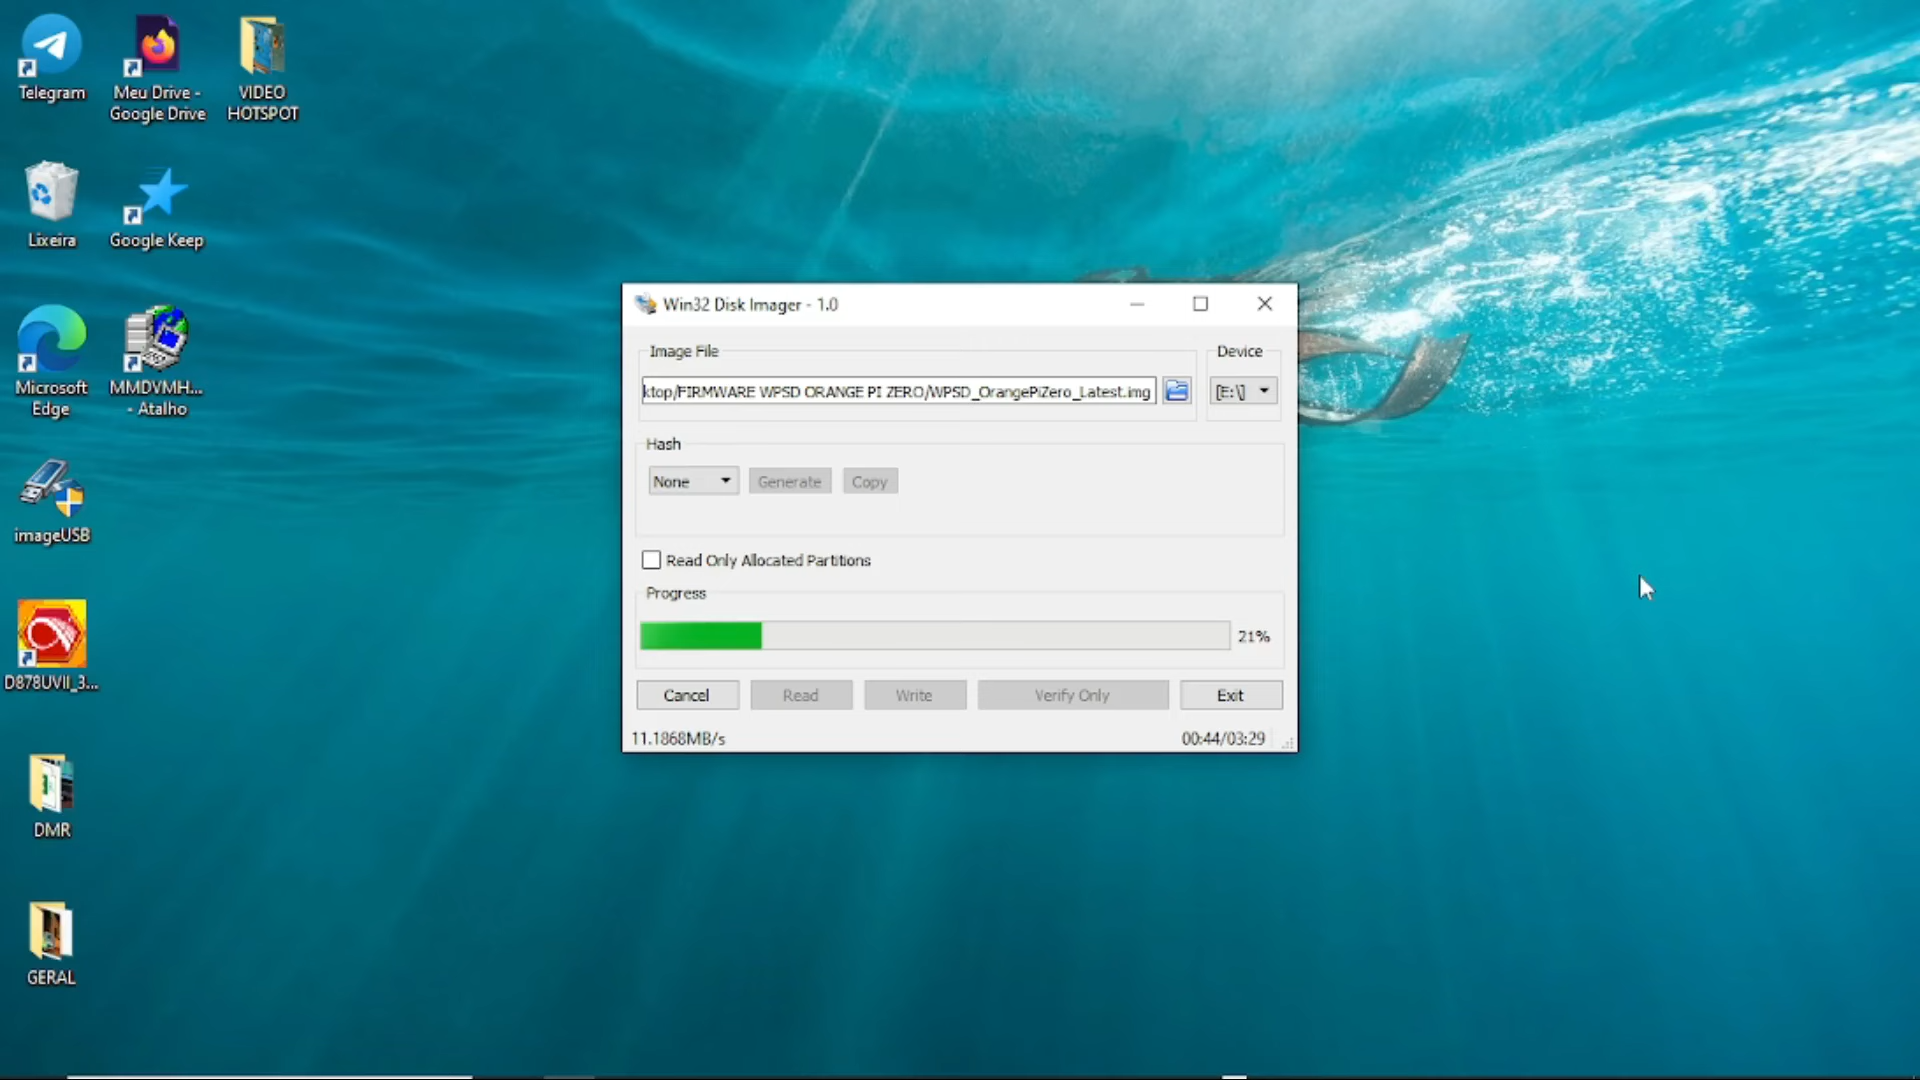 Telegram
Meu Drive -
Google Drive
VIDEO
HOTSPOT
Lixeira
Google Keep
Microsoft
Edge
MMDVMH...
- Atalho
imageUSB
D878UVII_3...
DMR
GERAL
Win32 Disk Imager - 1.0
Image File
Device
ktop/FIRMWARE WPSD ORANGE PI ZERO/WPSD_OrangePiZero_Latest.img
[E:\]
Hash
None
Generate
Copy
Read Only Allocated Partitions
Progress
21%
Cancel
Read
Write
Verify Only
Exit
11.1868MB/s
00:44/03:29